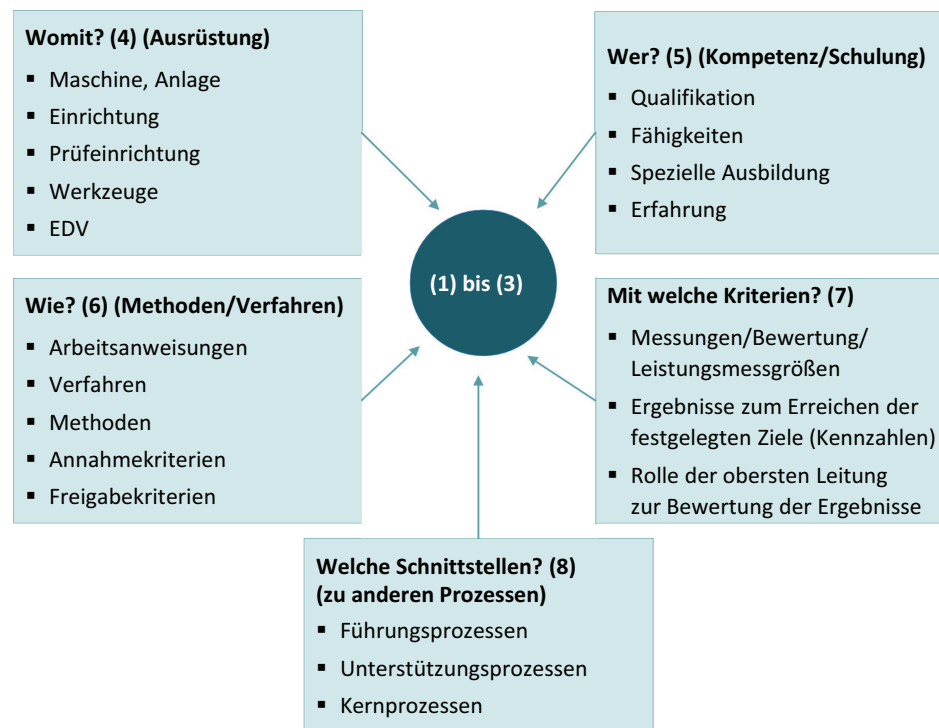 Womit? (4) (Ausrüstung)
▪ Maschine, Anlage
▪ Einrichtung
▪ Prüfeinrichtung
▪ Werkzeuge
▪ EDV
Wer? (5) (Kompetenz/Schulung)
▪ Qualifikation
▪ Fähigkeiten
▪ Spezielle Ausbildung
▪ Erfahrung
(1) bis (3)
Wie? (6) (Methoden/Verfahren)
▪ Arbeitsanweisungen
▪ Verfahren
▪ Methoden
▪ Annahmekriterien
▪ Freigabekriterien
Mit welche Kriterien? (7)
▪ Messungen/Bewertung/
Leistungsmessgrößen
▪ Ergebnisse zum Erreichen der
festgelegten Ziele (Kennzahlen)
▪ Rolle der obersten Leitung
zur Bewertung der Ergebnisse
Welche Schnittstellen? (8)
(zu anderen Prozessen)
▪ Führungsprozessen
▪ Unterstützungsprozessen
▪ Kernprozessen